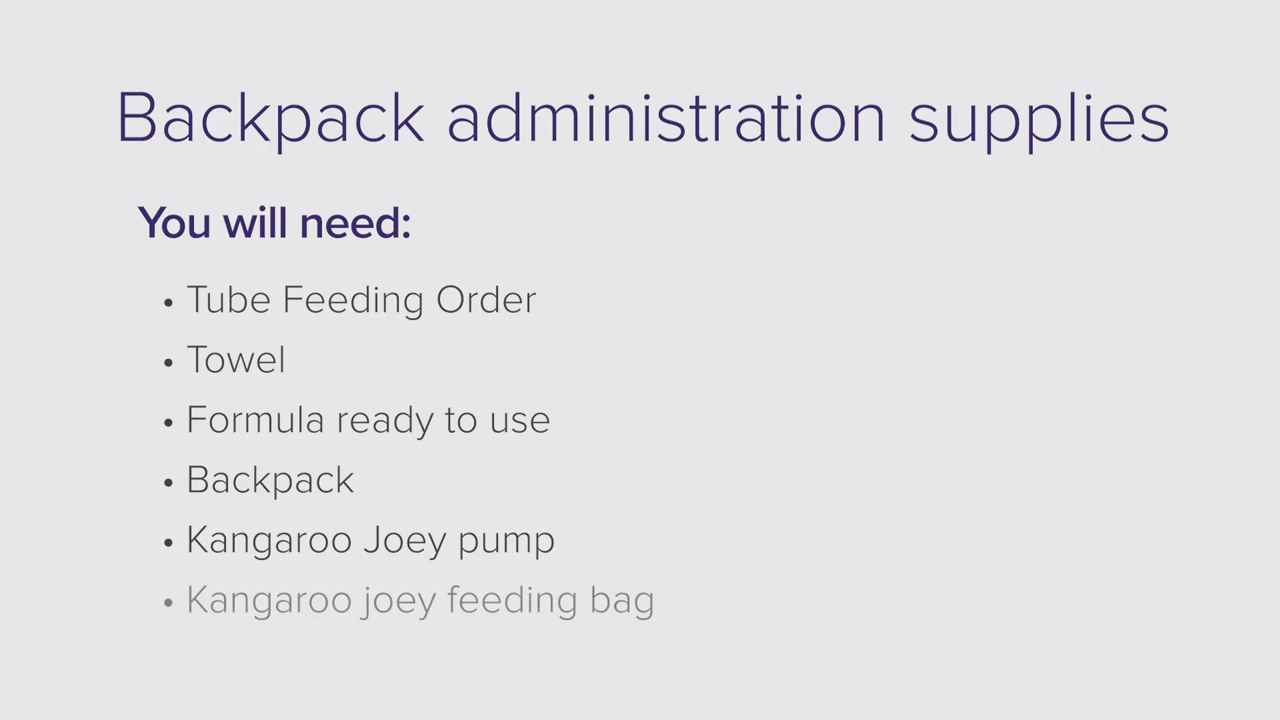 Backpack administration supplies
You will need:
• Tube Feeding Order
• Towel
• Formula ready to use
• Backpack
• Kangaroo Joey pump
• Kangaroo joey feeding bag